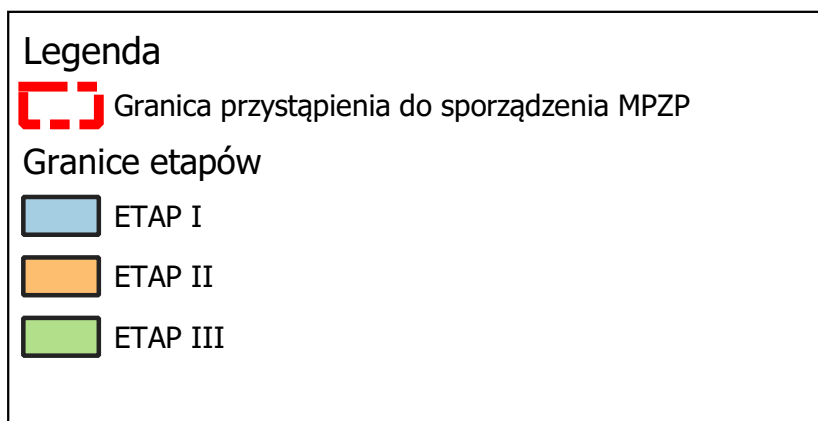 Legenda
Granica przystąpienia do sporządzenia MPZP
Granice etapów
ETAP I
ETAP II
ETAP III